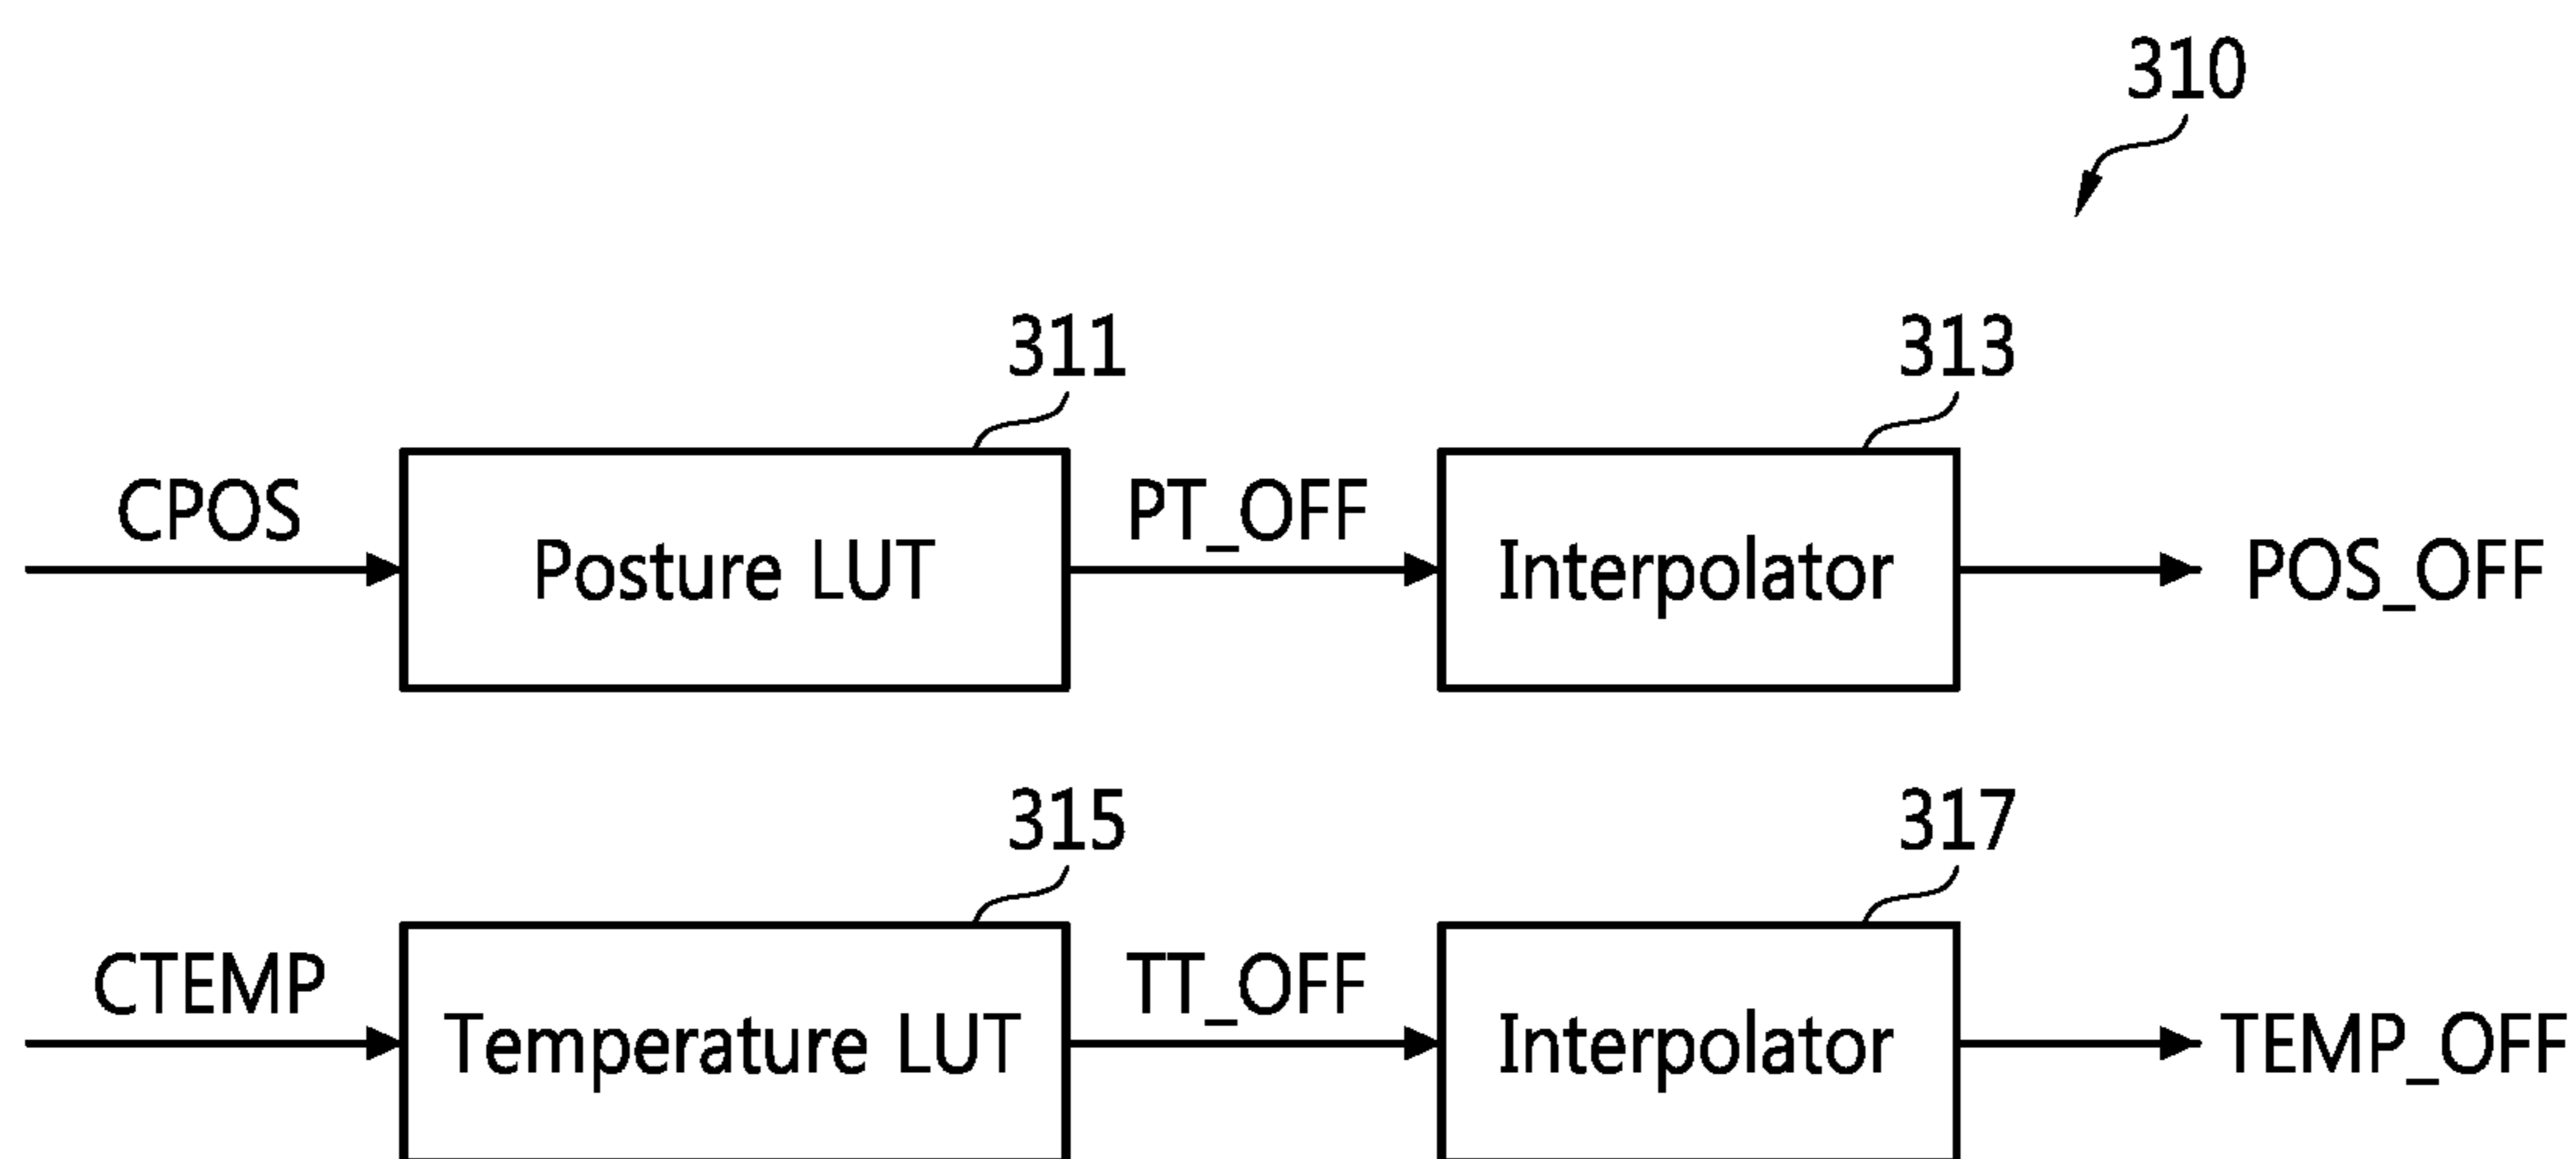 310
311
313
CPOS
Posture LUT
PT_OFF
Interpolator
POS_OFF
315
317
CTEMP
Temperature LUT
TT_OFF
Interpolator
TEMP_OFF